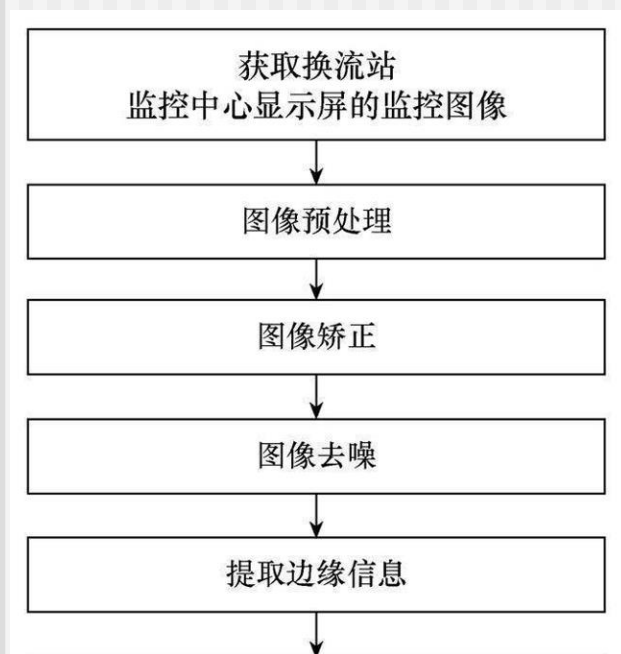 获取换流站
监控中心显示屏的监控图像
图像预处理
图像矫正
图像去噪
提取边缘信息